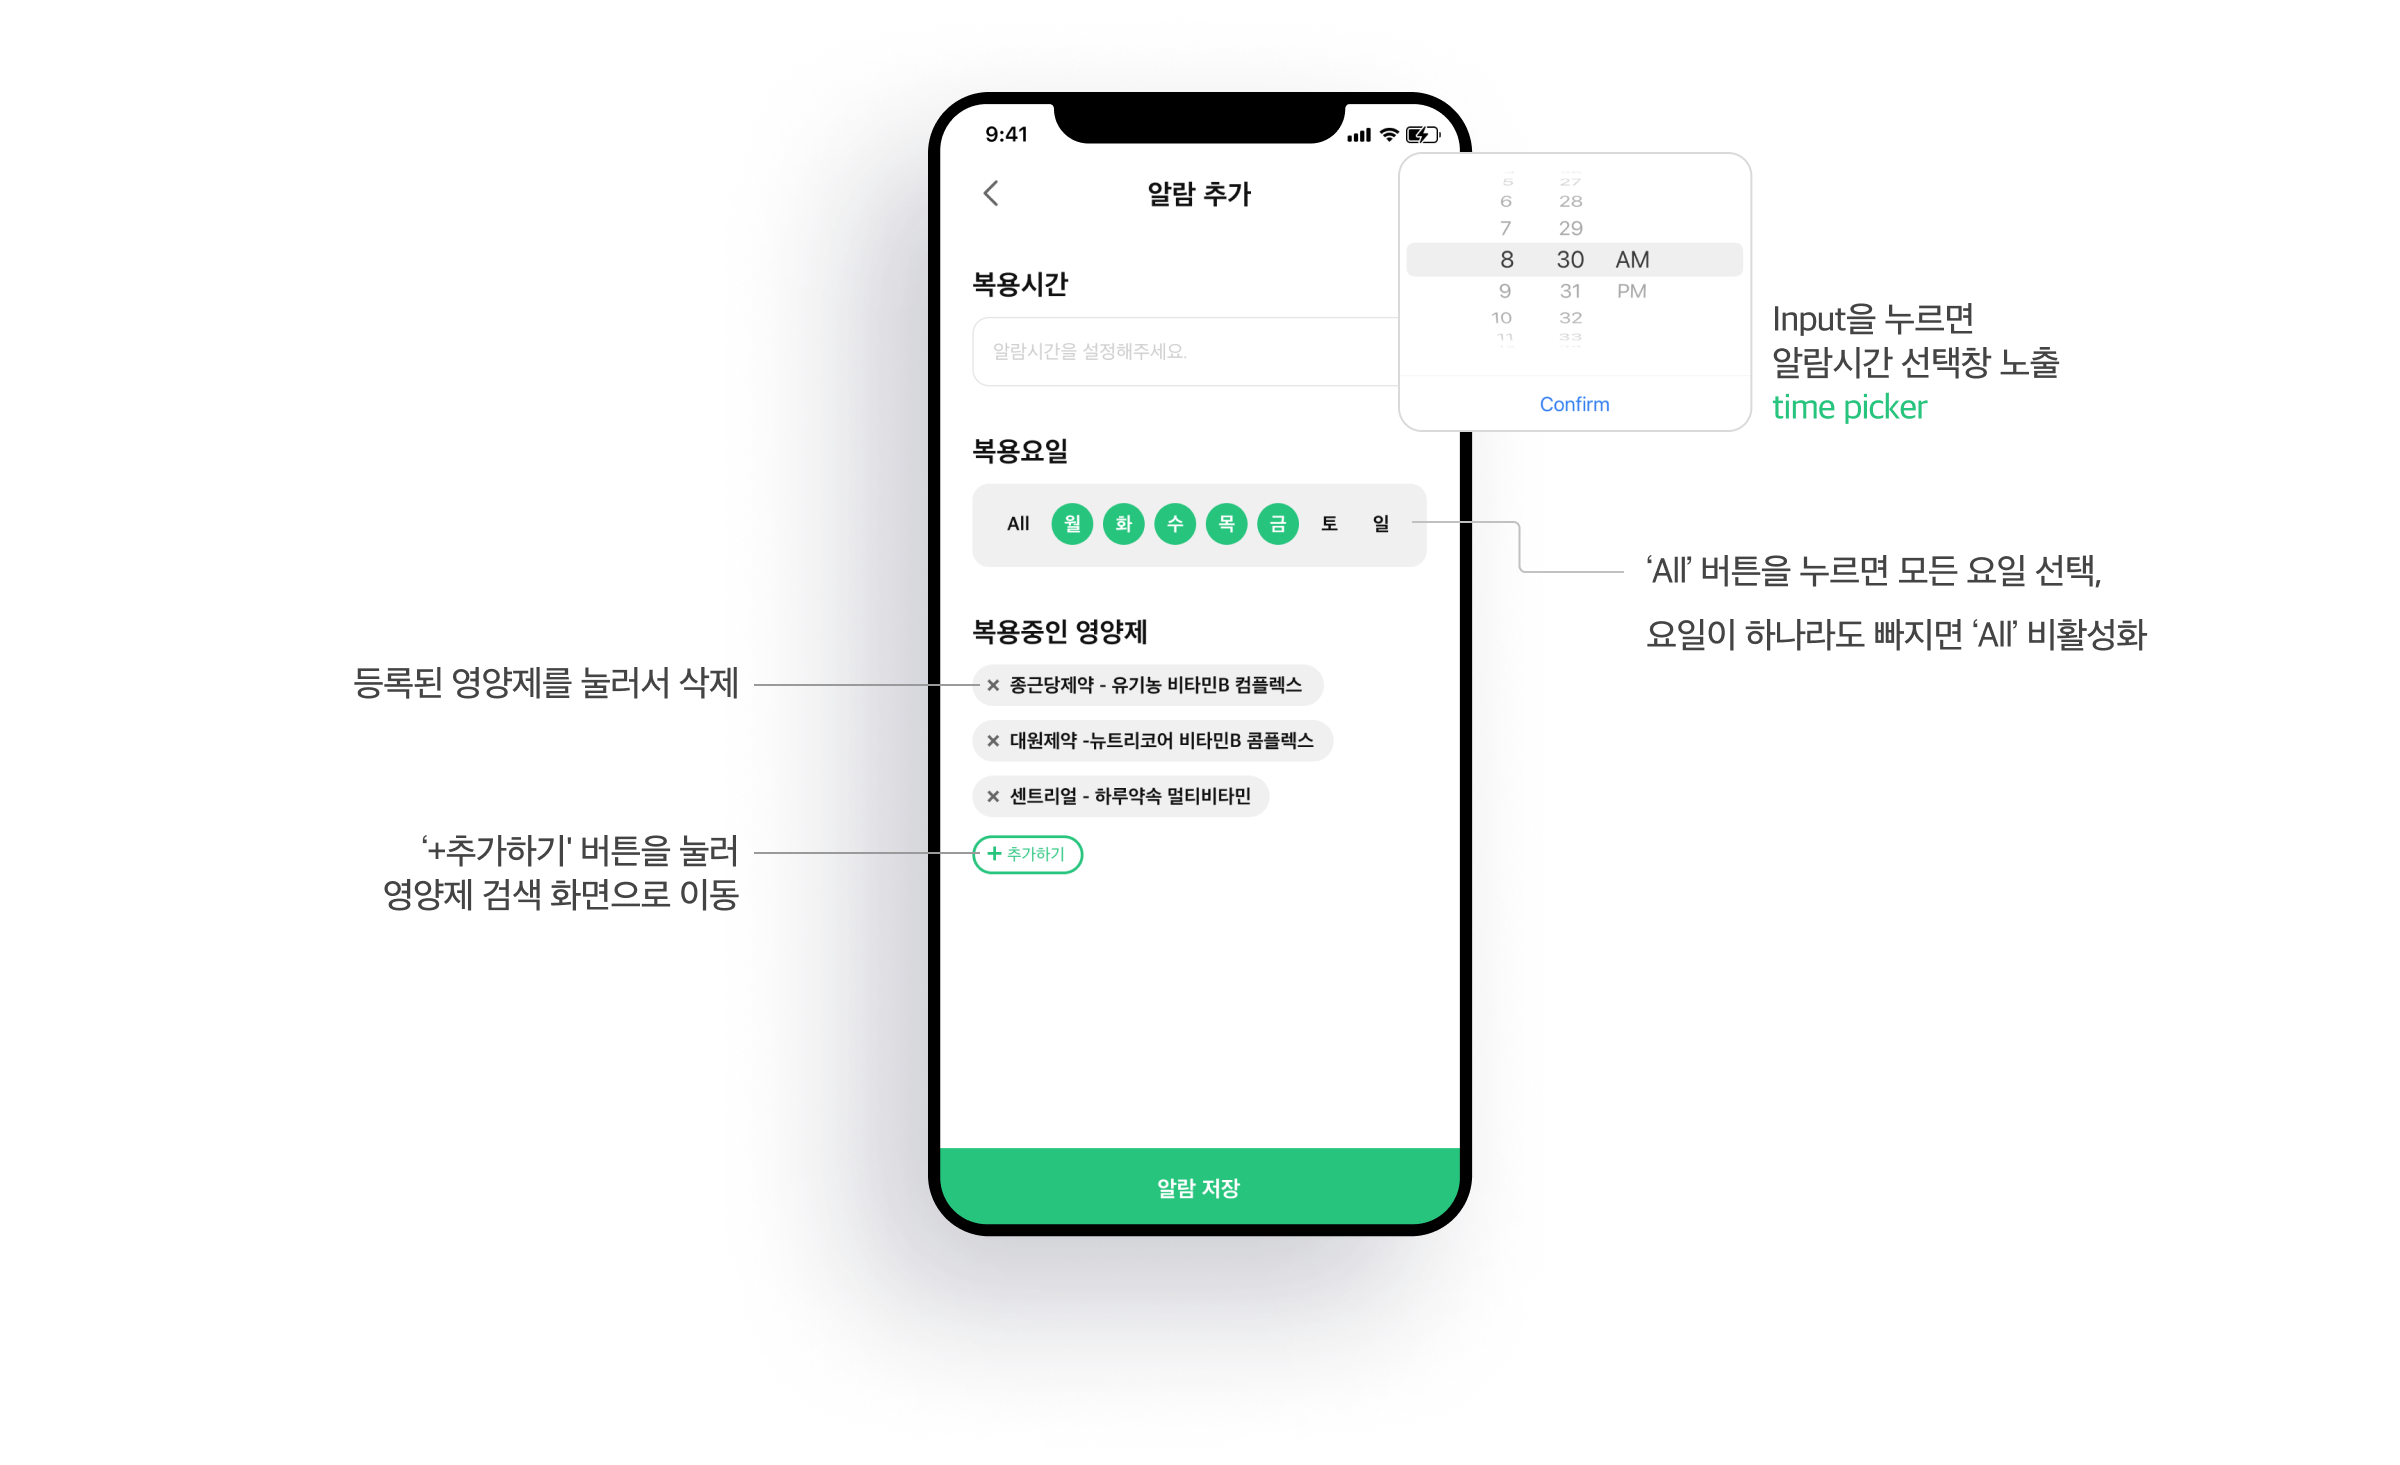 9:41
알람 추가
복용시간
알람시간을 설정해주세요.
5 27
6 28
7 29
8 30 AM
9 31 PM
10 32
11 33
Confirm
Input을 누르면
알람시간 선택창 노출
time picker
복용요일
All 월 화 수 목 금 토 일
‘All’ 버튼을 누르면 모든 요일 선택,
요일이 하나라도 빠지면 ‘All’ 비활성화
복용중인 영양제
등록된 영양제를 눌러서 삭제
× 종근당제약 - 유기농 비타민B 컴플렉스
× 대원제약 -뉴트리코어 비타민B 콤플렉스
× 센트리얼 - 하루약속 멀티비타민
‘+추가하기' 버튼을 눌러
영양제 검색 화면으로 이동
+ 추가하기
알람 저장